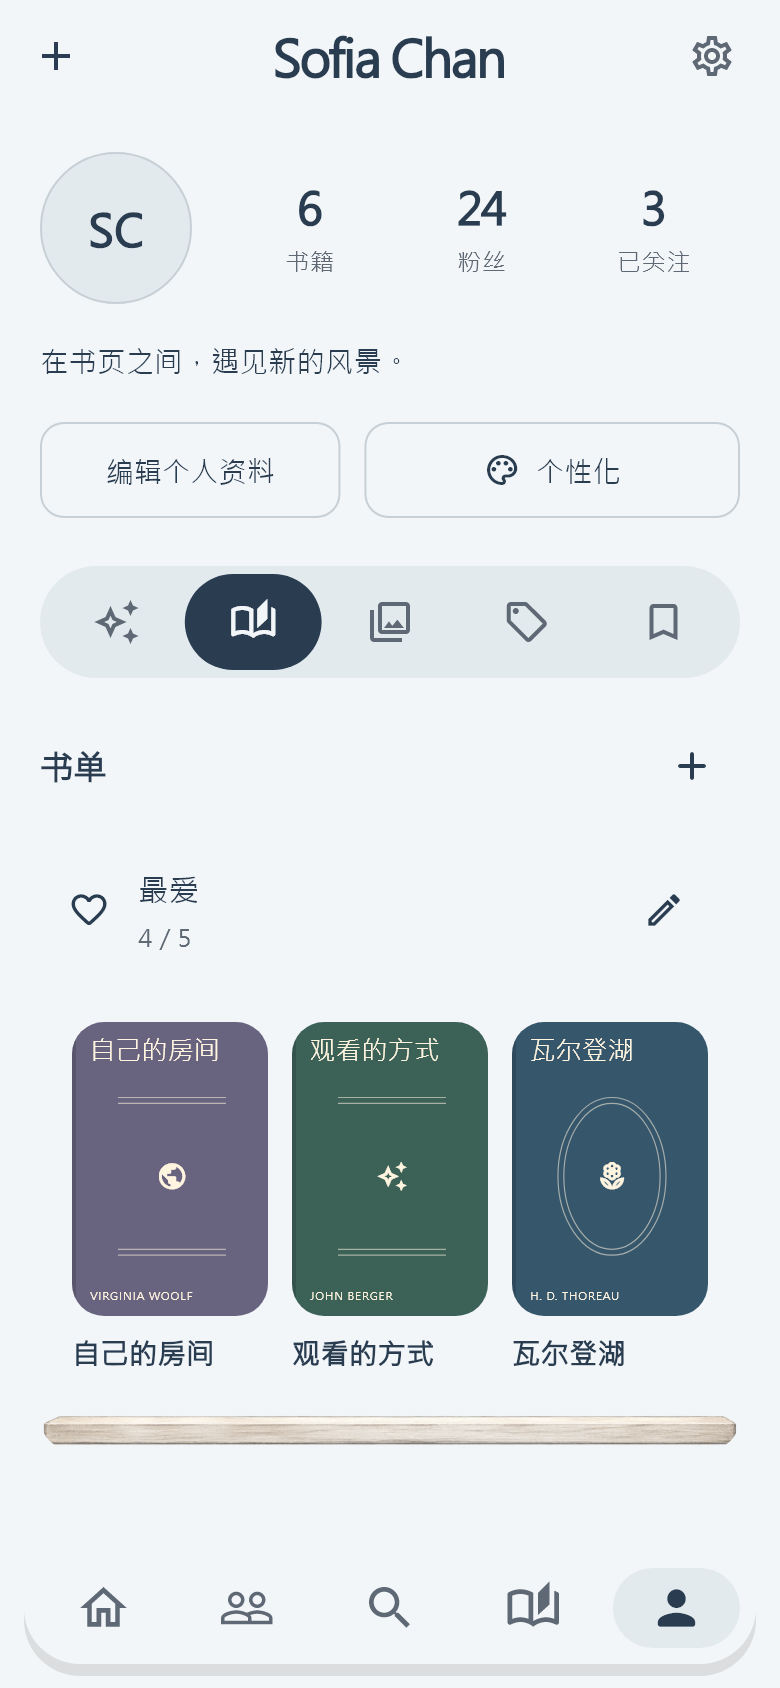 Sofia Chan
SC
6
24
3
书籍
粉丝
已关注
在书页之间，遇见新的风景。
编辑个人资料
个性化
书单
最爱
4 / 5
自己的房间
观看的方式
瓦尔登湖
VIRGINIA WOOLF
JOHN BERGER
H. D. THOREAU
自己的房间
观看的方式
瓦尔登湖